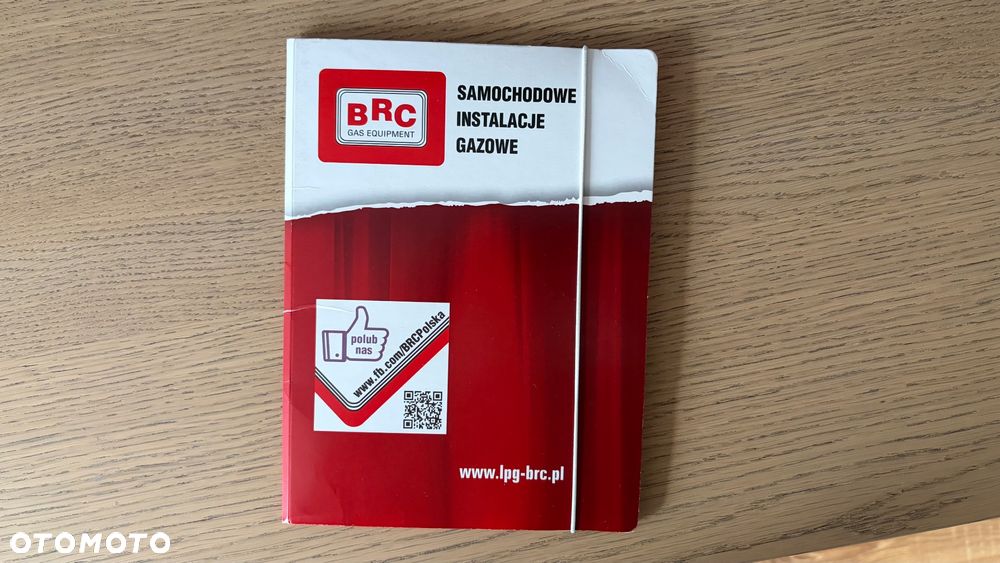 BRC
GAS EQUIPMENT
SAMOCHODOWE
INSTALACJE
GAZOWE
polub
nas
www.fb.com/BRCPolska
www.lpg-brc.pl
OTOMOTO